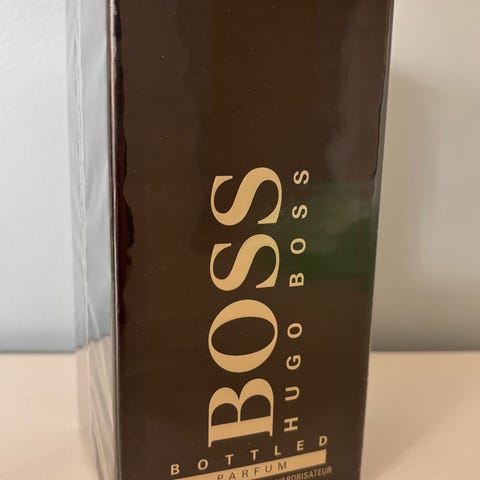 BOSS
HUGO BOSS
BOTTLED
PARFUM
VAPORISATEUR